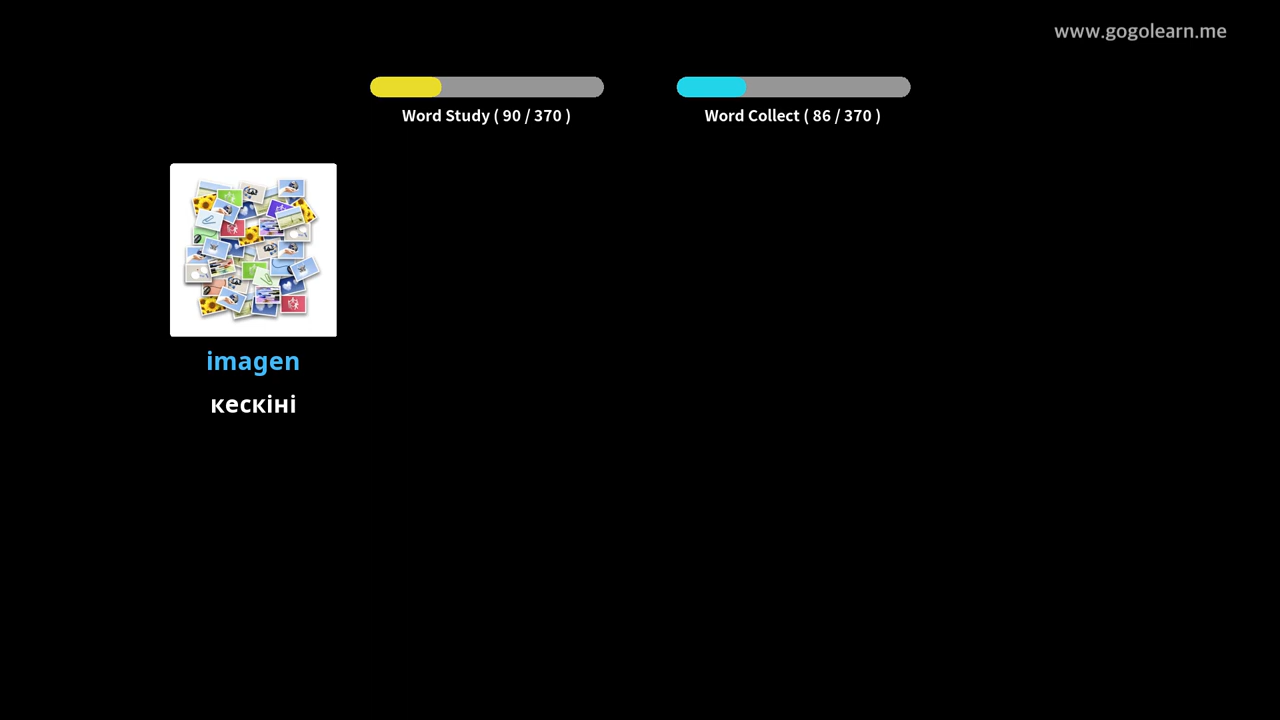 www.gogolearn.me
Word Study ( 90 / 370 )
Word Collect ( 86 / 370 )
imagen
кескіні